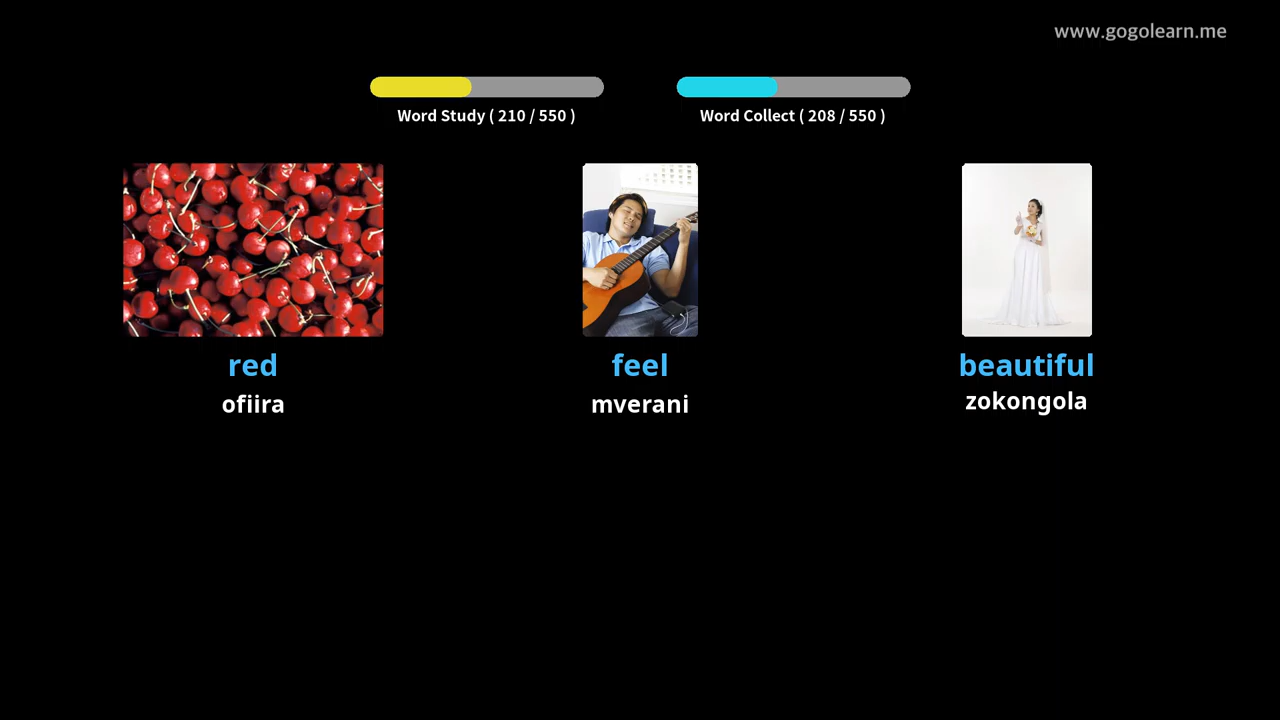 www.gogolearn.me
Word Study ( 210 / 550 )
Word Collect ( 208 / 550 )
red
feel
beautiful
ofiira
mverani
zokongola